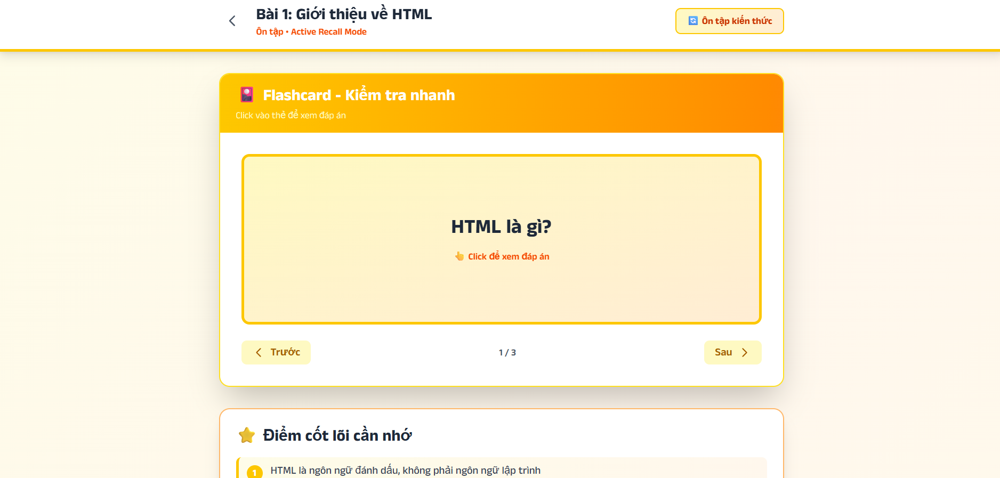 Bài 1: Giới thiệu về HTML
Ôn tập • Active Recall Mode
Ôn tập kiến thức
Flashcard - Kiểm tra nhanh
Click vào thẻ để xem đáp án
HTML là gì?
Click để xem đáp án
Trước
1 / 3
Sau
Điểm cốt lõi cần nhớ
1 HTML là ngôn ngữ đánh dấu, không phải ngôn ngữ lập trình